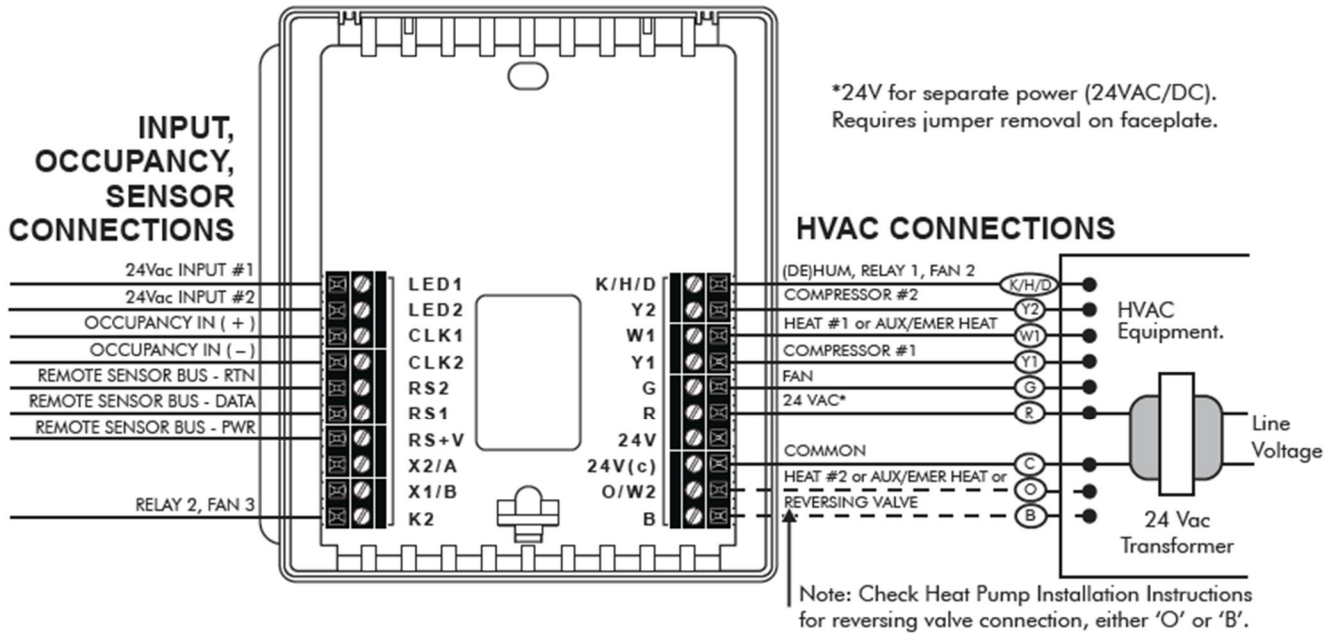 *24V for separate power (24VAC/DC).
Requires jumper removal on faceplate.
INPUT,
OCCUPANCY,
SENSOR
CONNECTIONS
HVAC CONNECTIONS
24Vac INPUT #1
24Vac INPUT #2
OCCUPANCY IN ( + )
OCCUPANCY IN ( – )
REMOTE SENSOR BUS - RTN
REMOTE SENSOR BUS - DATA
REMOTE SENSOR BUS - PWR
RELAY 2, FAN 3
LED1
LED2
CLK1
CLK2
RS2
RS1
RS+V
X2/A
X1/B
K2
K/H/D
Y2
W1
Y1
G
R
24V
24V(c)
O/W2
B
(DE)HUM, RELAY 1, FAN 2
COMPRESSOR #2
HEAT #1 or AUX/EMER HEAT
COMPRESSOR #1
FAN
24 VAC*
COMMON
HEAT #2 or AUX/EMER HEAT or
REVERSING VALVE
K/H/D
Y2
W1
Y1
G
R
C
O
B
HVAC
Equipment.
Line
Voltage
24 Vac
Transformer
Note: Check Heat Pump Installation Instructions
for reversing valve connection, either ‘O’ or ‘B’.